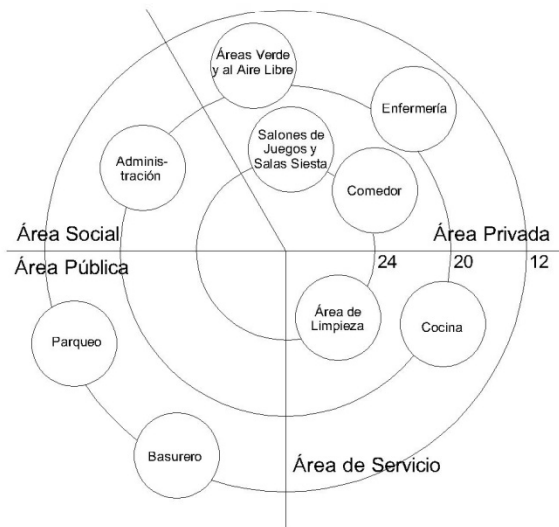 Áreas Verde
y al Aire Libre
Enfermería
Salones de
Juegos y
Salas Siesta
Adminis-
tración
Comedor
Área Social
Área Privada
Área Pública
24
20
12
Área de
Limpieza
Cocina
Parqueo
Basurero
Área de Servicio